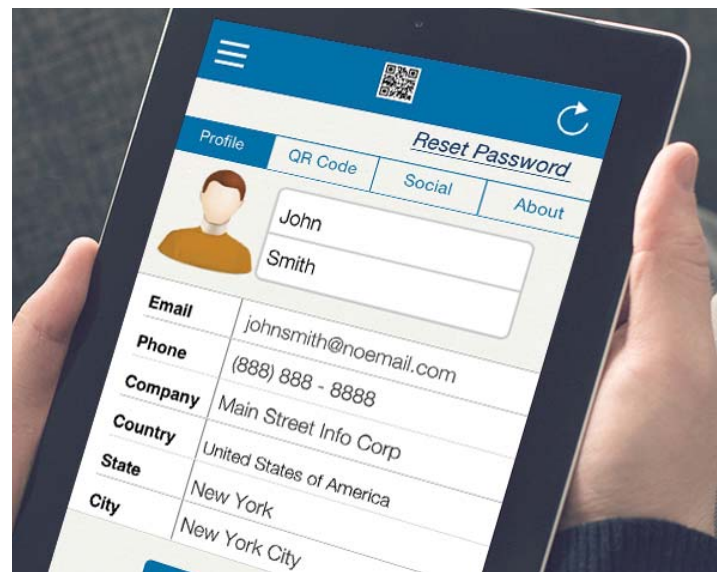 Reset Password
Profile QR Code Social About
John
Smith
Email johnsmith@noemail.com
Phone (888) 888 - 8888
Company Main Street Info Corp
Country United States of America
State New York
City New York City